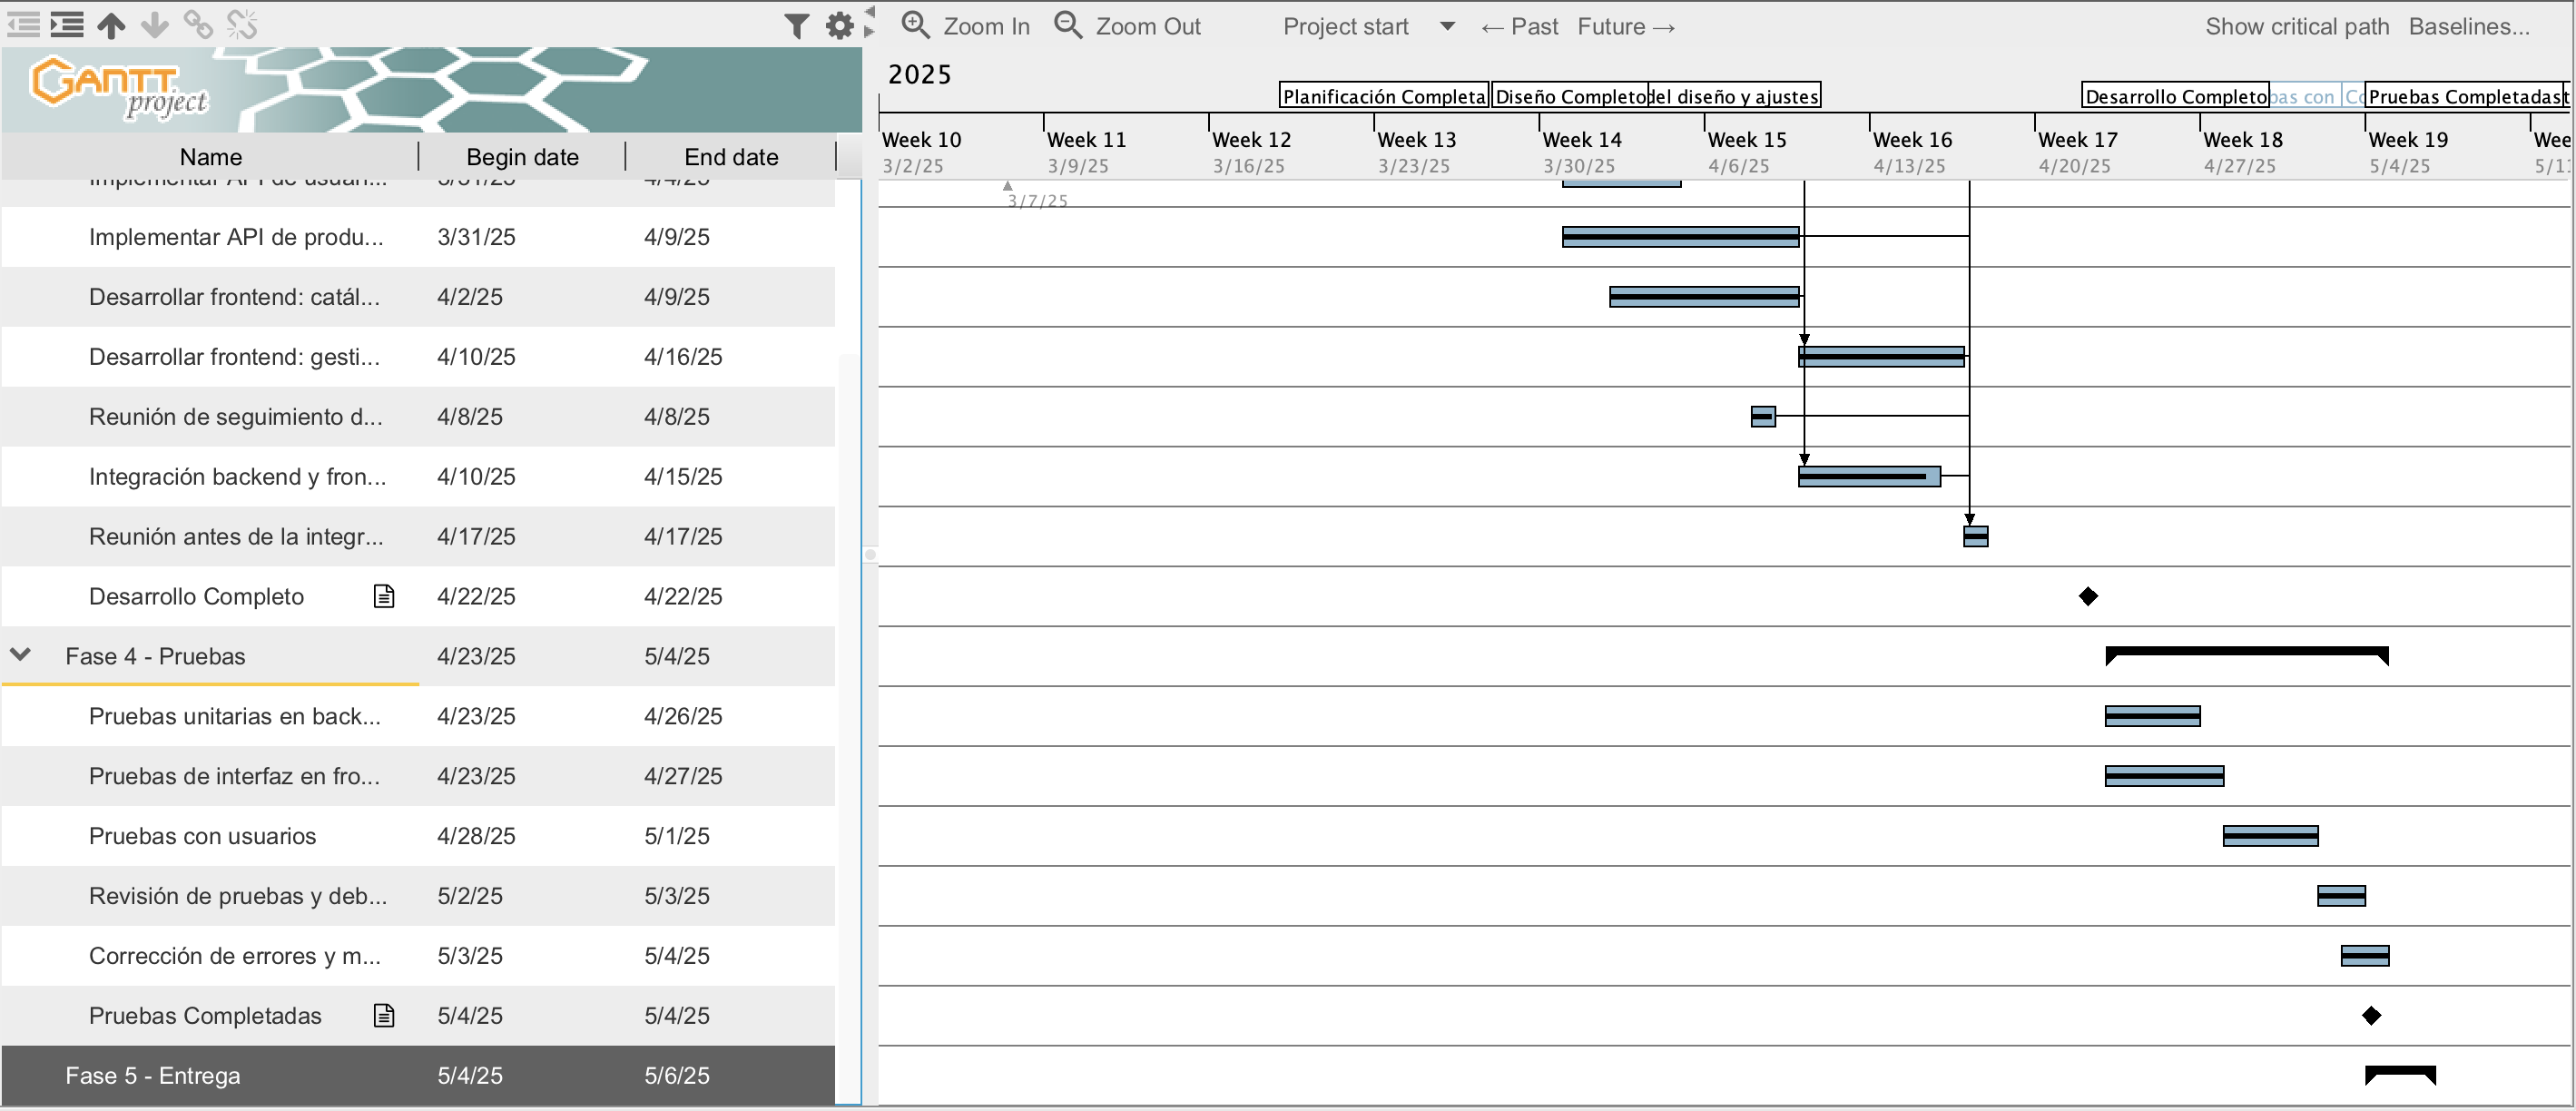 Zoom In Zoom Out Project start ← Past Future → Show critical path Baselines...
GANTT project
2025
Planificación Completa Diseño Completo del diseño y ajustes Desarrollo Completo bas con Co Pruebas Completadas
Name Begin date End date
Week 10 Week 11 Week 12 Week 13 Week 14 Week 15 Week 16 Week 17 Week 18 Week 19 Wee
3/2/25 3/9/25 3/16/25 3/23/25 3/30/25 4/6/25 4/13/25 4/20/25 4/27/25 5/4/25 5/1
Implementar API de usuari... 3/31/25 4/4/25
3/7/25
Implementar API de produ... 3/31/25 4/9/25
Desarrollar frontend: catál... 4/2/25 4/9/25
Desarrollar frontend: gesti... 4/10/25 4/16/25
Reunión de seguimiento d... 4/8/25 4/8/25
Integración backend y fron... 4/10/25 4/15/25
Reunión antes de la integr... 4/17/25 4/17/25
Desarrollo Completo 4/22/25 4/22/25
Fase 4 - Pruebas 4/23/25 5/4/25
Pruebas unitarias en back... 4/23/25 4/26/25
Pruebas de interfaz en fro... 4/23/25 4/27/25
Pruebas con usuarios 4/28/25 5/1/25
Revisión de pruebas y deb... 5/2/25 5/3/25
Corrección de errores y m... 5/3/25 5/4/25
Pruebas Completadas 5/4/25 5/4/25
Fase 5 - Entrega 5/4/25 5/6/25